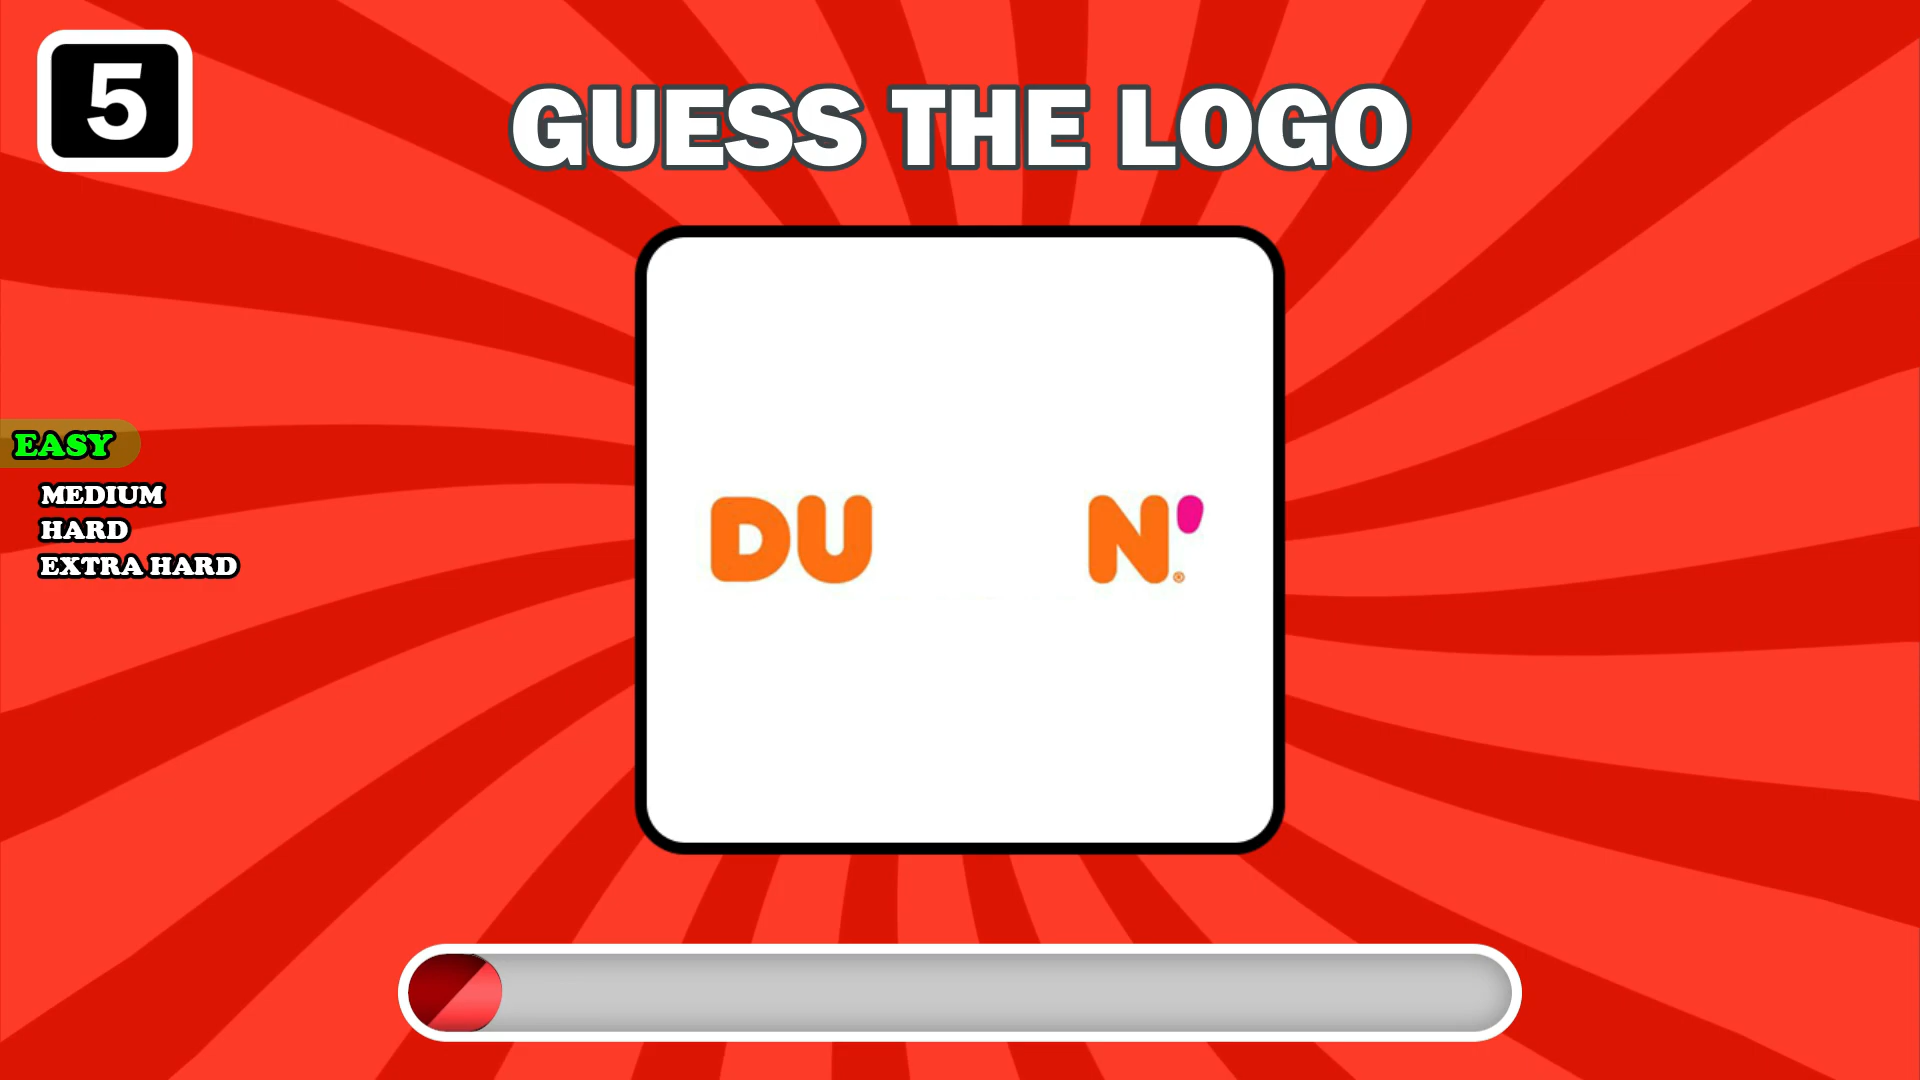 5
GUESS THE LOGO
EASY
MEDIUM
HARD
EXTRA HARD
DU N'®